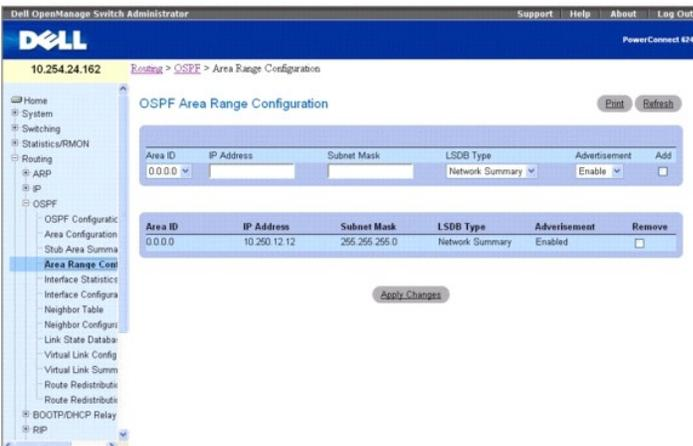 Dell OpenManage Switch Administrator
Support Help About Log Out
DELL
PowerConnect 624
10.254.24.162
Routing > OSPF > Area Range Configuration
Home
System
Switching
Statistics/RMON
Routing
ARP
IP
OSPF
OSPF Configuratic
Area Configuration
Stub Area Summa
Area Range Conf
Interface Statistics
Interface Configura
Neighbor Table
Neighbor Configura
Link State Databas
Virtual Link Config
Virtual Link Summ
Route Redistributic
Route Redistributic
BOOTP/DHCP Relay
RIP
OSPF Area Range Configuration
Print Refresh
Area ID IP Address Subnet Mask LSDB Type Advertisement Add
0.0.0.0 Network Summary Enable
Area ID IP Address Subnet Mask LSDB Type Adverisement Remove
0.0.0.0 10.250.12.12 255.255.255.0 Network Summary Enabled
Apply Changes